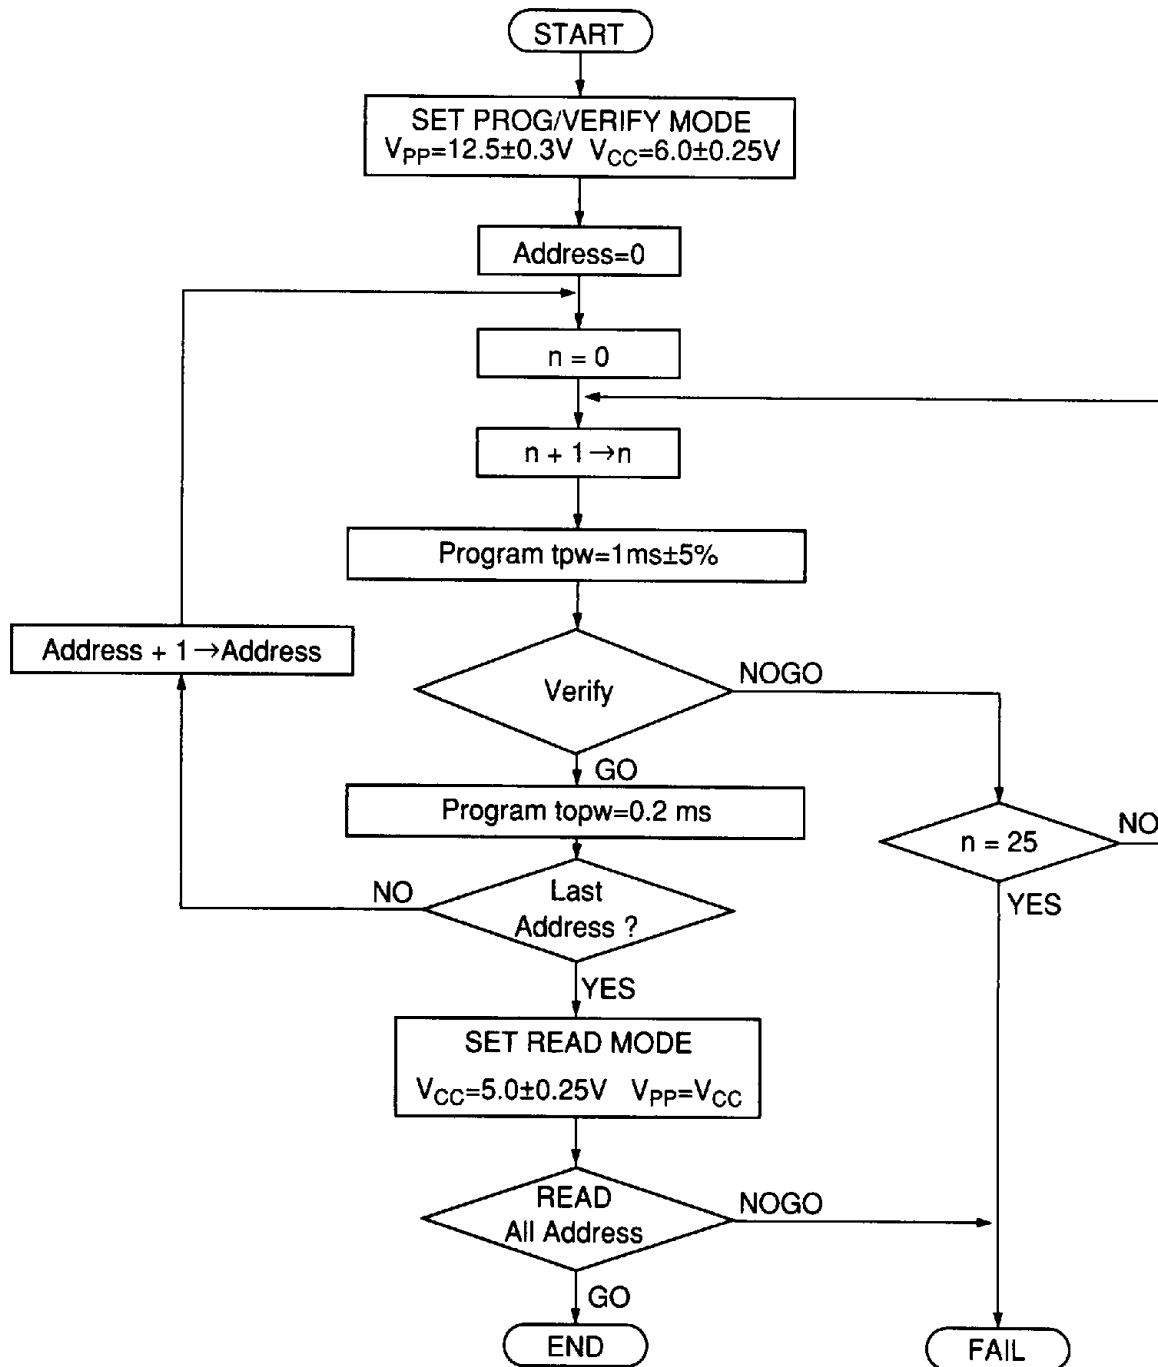 START
SET PROG/VERIFY MODE
VPP=12.5±0.3V VCC=6.0±0.25V
Address=0
n = 0
n + 1→n
Program tpw=1ms±5%
Address + 1→Address
Verify
NOGO
GO
Program topw=0.2 ms
n = 25
NO
NO
Last
Address ?
YES
YES
SET READ MODE
VCC=5.0±0.25V VPP=VCC
READ
All Address
NOGO
GO
END
FAIL